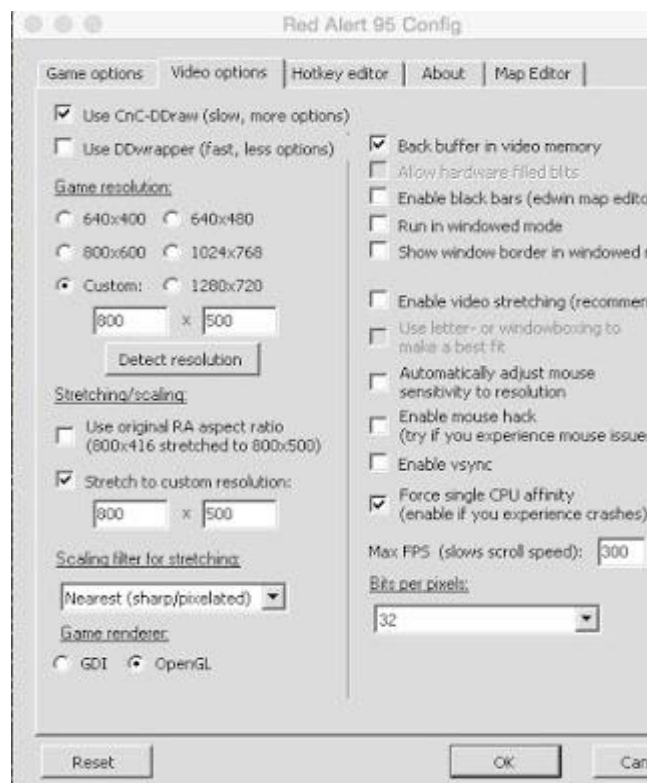 Red Alert 95 Config
Game options
Video options
Hotkey editor
About
Map Editor
Use CnC-DDraw (slow, more options)
Use DDwrapper (fast, less options)
Game resolution:
640x400
640x480
800x600
1024x768
Custom:
1280x720
800 x 500
Detect resolution
Stretching/scaling:
Use original RA aspect ratio
(800x416 stretched to 800x500)
Stretch to custom resolution:
800 x 500
Scaling filter for stretching:
Nearest (sharp/pixelated)
Game renderer:
GDI
OpenGL
Back buffer in video memory
Allow hardware filled blits
Enable black bars (edwin map edito
Run in windowed mode
Show window border in windowed
Enable video stretching (recommen
Use letter- or windowboxing to
make a best fit
Automatically adjust mouse
sensitivity to resolution
Enable mouse hack
(try if you experience mouse issue
Enable vsync
Force single CPU affinity
(enable if you experience crashes)
Max FPS (slows scroll speed): 300
Bits per pixels:
32
Reset
OK
Can